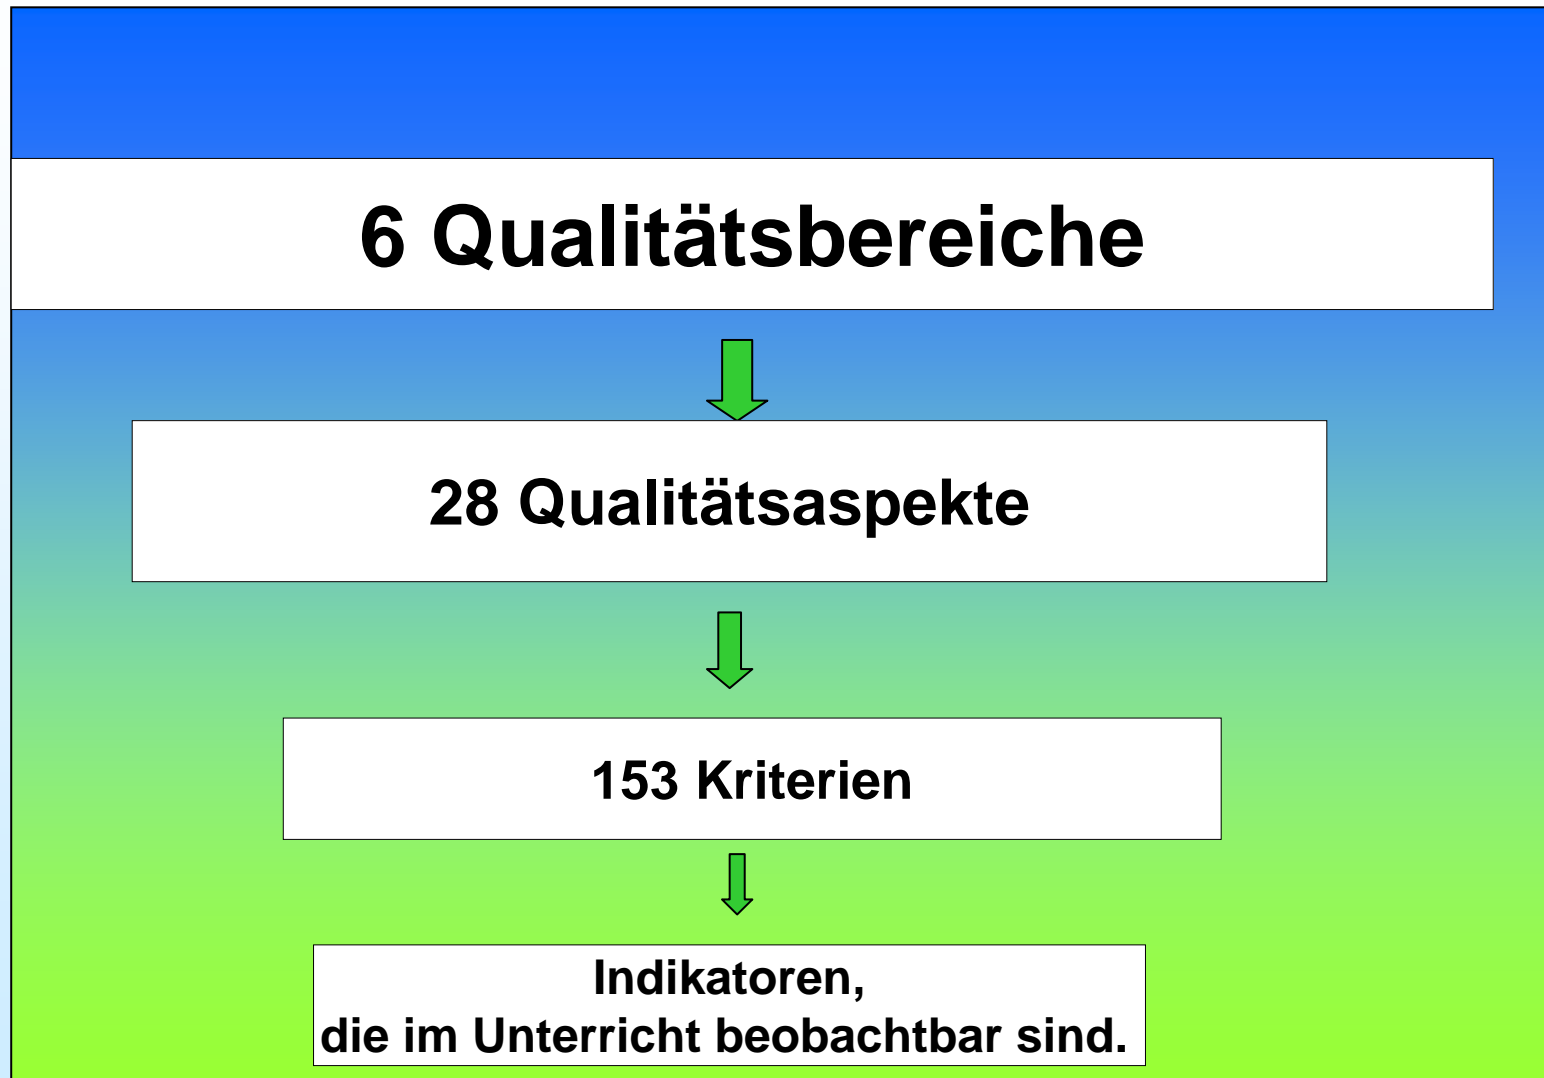 6 Qualitätsbereiche
28 Qualitätsaspekte
153 Kriterien
Indikatoren,
die im Unterricht beobachtbar sind.